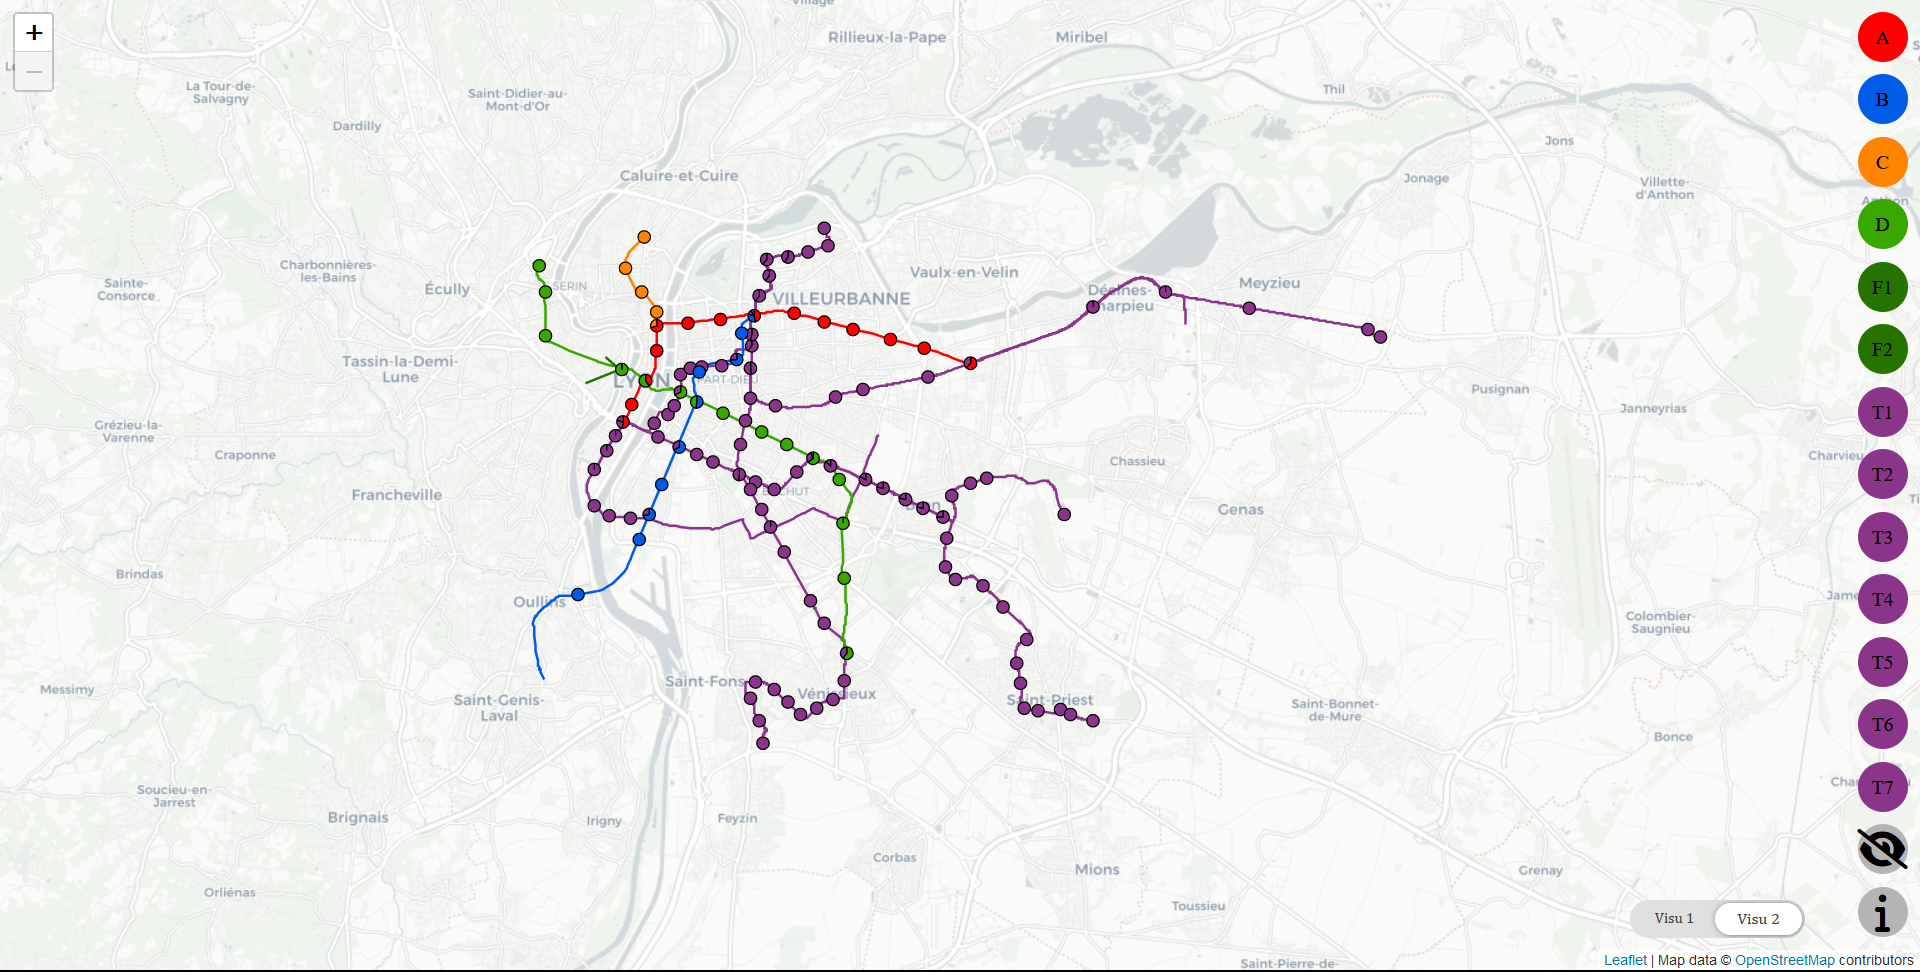 +
−
Village
Rillieux-la-Pape
Miribel
La Tour-de-
Salvagny
Saint-Didier-au-
Mont-d'Or
Thil
Dardilly
Jons
Caluire-et-Cuire
Jonage
Villette-
d'Anthon
Anthon
Charbonnières-
les-Bains
Sainte-
Consorce
Écully
SERIN
Vaulx-en-Velin
VILLEURBANNE
Décines-
Charpieu
Meyzieu
Tassin-la-Demi-
Lune
LYON
PART-DIEU
Pusignan
Janneyrias
Grézieu-la-
Varenne
Craponne
Chassieu
Charvieu-
Francheville
BACHUT
Bron
Genas
Brindas
Oullins
Colombier-
Saugnieu
Messimy
Saint-Genis-
Laval
Saint-Fons
Vénissieux
Saint-Priest
Saint-Bonnet-
de-Mure
Bonce
Soucieu-en-
Jarrest
Brignais
Irigny
Feyzin
Corbas
Mions
Grenay
Orliénas
Toussieu
Saint-Pierre-de-
A
B
C
D
F1
F2
T1
T2
T3
T4
T5
T6
T7
Visu 1
Visu 2
Leaflet | Map data © OpenStreetMap contributors